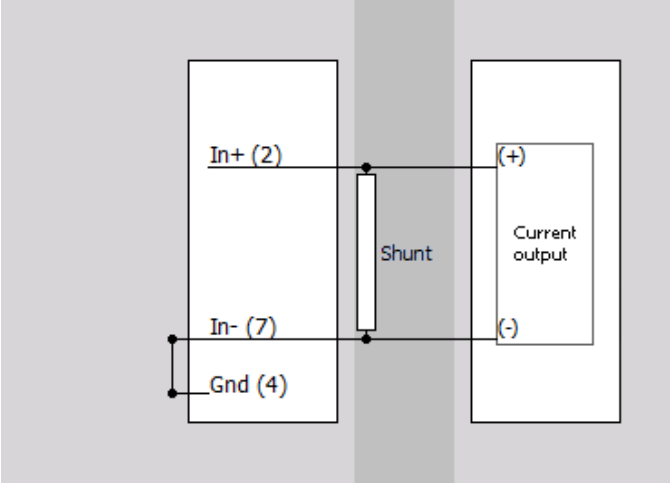 In+ (2)
(+)
Current
output
Shunt
In- (7)
(-)
Gnd (4)